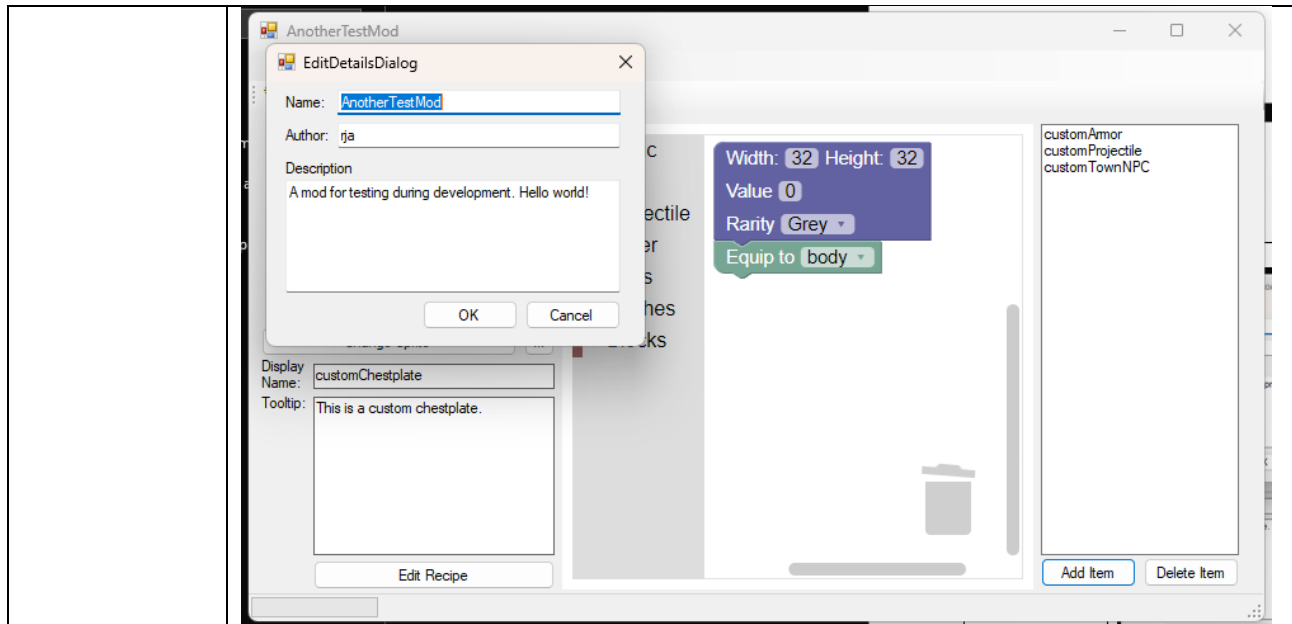 AnotherTestMod
EditDetailsDialog
Name: AnotherTestMod
Author: rja
Description
A mod for testing during development. Hello world!
OK Cancel
Display
Name: customChestplate
Tooltip: This is a custom chestplate.
Edit Recipe
Width: 32 Height: 32
Value 0
Rarity Grey
Equip to body
customArmor
customProjectile
customTownNPC
Add Item Delete Item